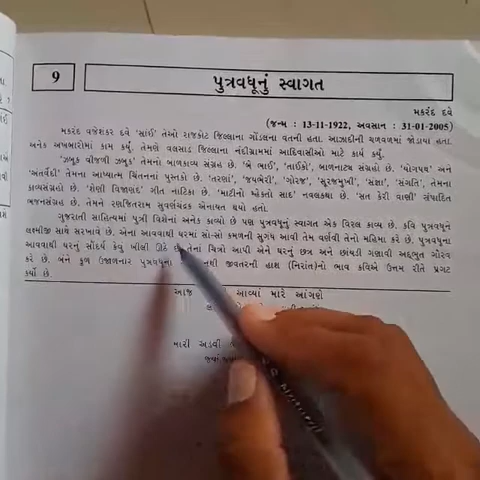 9
પુત્રવધૂનું સ્વાગત
મકરંદ દવે
(જન્મ : 13-11-1922, અવસાન : 31-01-2005)
મકરંદ વજેશંકર દવે 'સાંઈ' તેઓ રાજકોટ જિલ્લાના ગોંડલના વતની હતા. આઝાદીની ચળવળમાં જોડાયા હતા.
અનેક અખબારોમાં કામ કર્યું. તેમણે વલસાડ જિલ્લાના નંદીગ્રામમાં આદિવાસીઓ માટે કાર્ય કર્યું.
'ઝબૂક વીજળી ઝબૂક' તેમનો બાળકાવ્ય સંગ્રહ છે. 'બે ભાઈ', 'તાઈકો', બાળનાટ્ય સંગ્રહો છે. 'યોગપથ' અને
'અંતર્વેદી' તેમના આધ્યાત્મ ચિંતનનાં પુસ્તકો છે. 'તરણાં', 'જયભેરી', 'ગોરજ', 'સૂરજમુખી', 'સંજ્ઞા', 'સંગતિ', તેમના
કાવ્યસંગ્રહો છે. 'શેણી વિજાણંદ' ગીત નાટિકા છે. 'માટીનો મ્હેકતો સાદ' નવલકથા છે. 'સત કેરી વાણી' સંપાદિત
ભજનસંગ્રહ છે. તેમને રણજિતરામ સુવર્ણચંદ્રક એનાયત થયો હતો.
ગુજરાતી સાહિત્યમાં પુત્રી વિશેનાં અનેક કાવ્યો છે પણ પુત્રવધૂનું સ્વાગત એક વિરલ કાવ્ય છે. કવિ પુત્રવધૂને
લક્ષ્મીજી સાથે સરખાવે છે. એનાં આવવાથી ઘરમાં સો-સો કમળની સુગંધ આવી તેમ વર્ણવી તેનો મહિમા કરે છે. પુત્રવધૂના
આવવાથી ઘરનું સૌંદર્ય કેવું ખીલી ઊઠે છે તેનાં ચિત્રો આપી એને ઘરનું છત્ર અને છાંયડી ગણાવી અદ્ભુત ગૌરવ
કરે છે. બંને કુળ ઉજાળનાર પુત્રવધૂના જીવતરની હાશ (નિરાંત)નો ભાવ કવિએ ઉત્તમ રીતે પ્રગટ
કર્યો છે.
આજ આવ્યાં મારે આંગણે
મારી અડવી